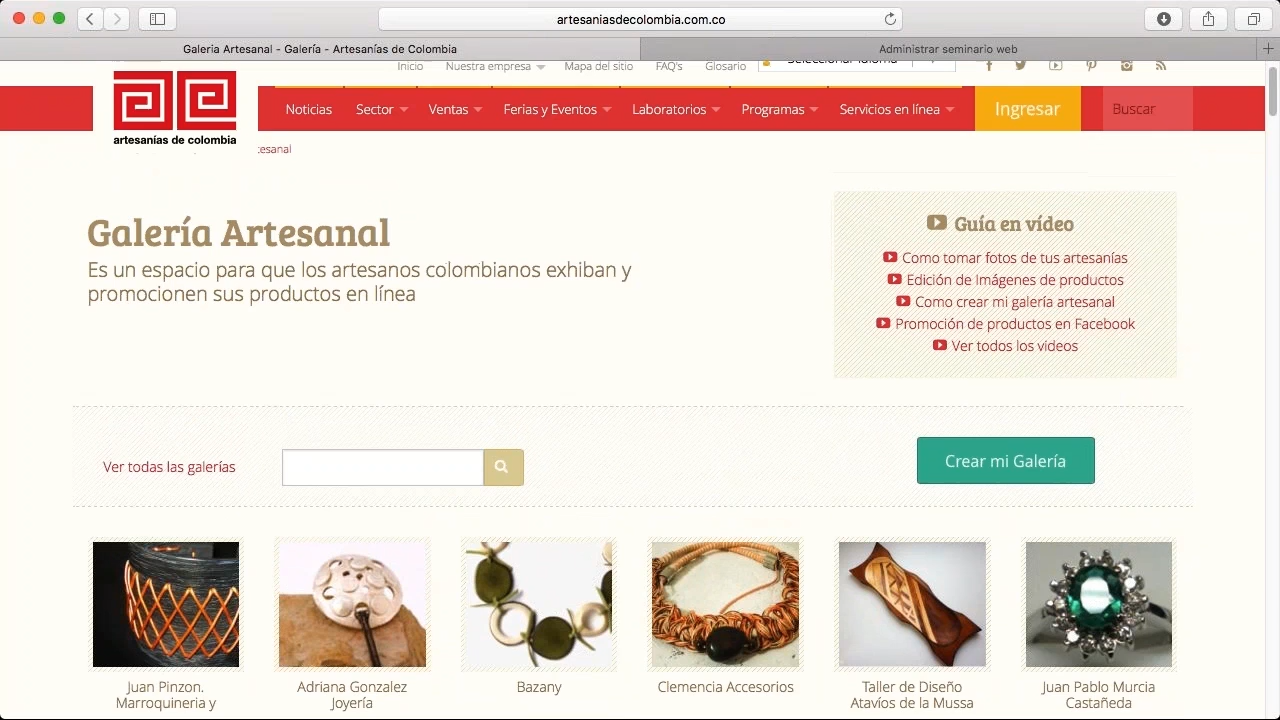 artesaniasdecolombia.com.co
Galeria Artesanal - Galería - Artesanías de Colombia
Administrar seminario web
Inicio
Nuestra empresa
Mapa del sitio
FAQ's
Glosario
Seleccionar idioma
artesanías de colombia
Noticias
Sector
Ventas
Ferias y Eventos
Laboratorios
Programas
Servicios en línea
Ingresar
Buscar
tesanal
Galería Artesanal
Es un espacio para que los artesanos colombianos exhiban y
promocionen sus productos en línea
Guía en vídeo
Como tomar fotos de tus artesanías
Edición de Imágenes de productos
Como crear mi galería artesanal
Promoción de productos en Facebook
Ver todos los videos
Ver todas las galerías
Crear mi Galería
Juan Pinzon.
Marroquineria y
Adriana Gonzalez
Joyería
Bazany
Clemencia Accesorios
Taller de Diseño
Atavíos de la Mussa
Juan Pablo Murcia
Castañeda